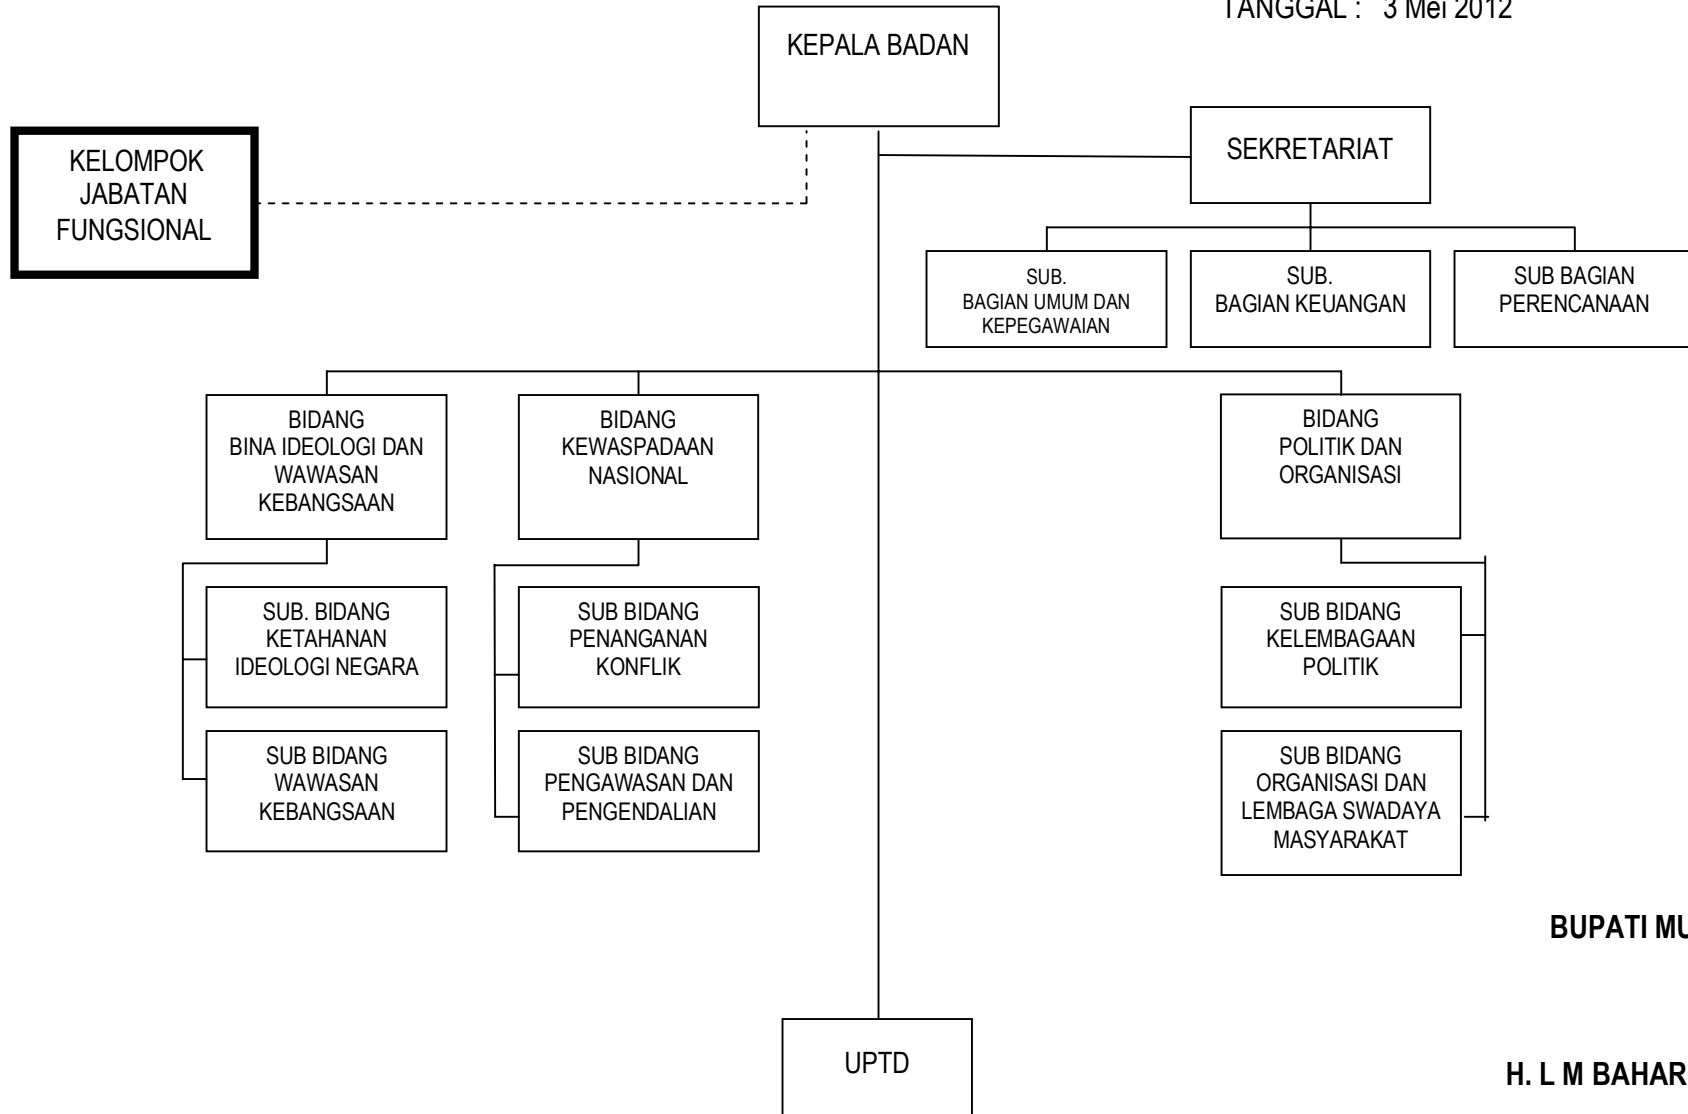 TANGGAL : 3 Mei 2012
KEPALA BADAN
SEKRETARIAT
KELOMPOK
JABATAN
FUNGSIONAL
SUB.
BAGIAN UMUM DAN
KEPEGAWAIAN
SUB.
BAGIAN KEUANGAN
SUB BAGIAN
PERENCANAAN
BIDANG
BINA IDEOLOGI DAN
WAWASAN
KEBANGSAAN
BIDANG
KEWASPADAAN
NASIONAL
BIDANG
POLITIK DAN
ORGANISASI
SUB. BIDANG
KETAHANAN
IDEOLOGI NEGARA
SUB BIDANG
PENANGANAN
KONFLIK
SUB BIDANG
KELEMBAGAAN
POLITIK
SUB BIDANG
WAWASAN
KEBANGSAAN
SUB BIDANG
PENGAWASAN DAN
PENGENDALIAN
SUB BIDANG
ORGANISASI DAN
LEMBAGA SWADAYA
MASYARAKAT
BUPATI MU
UPTD
H. L M BAHAR